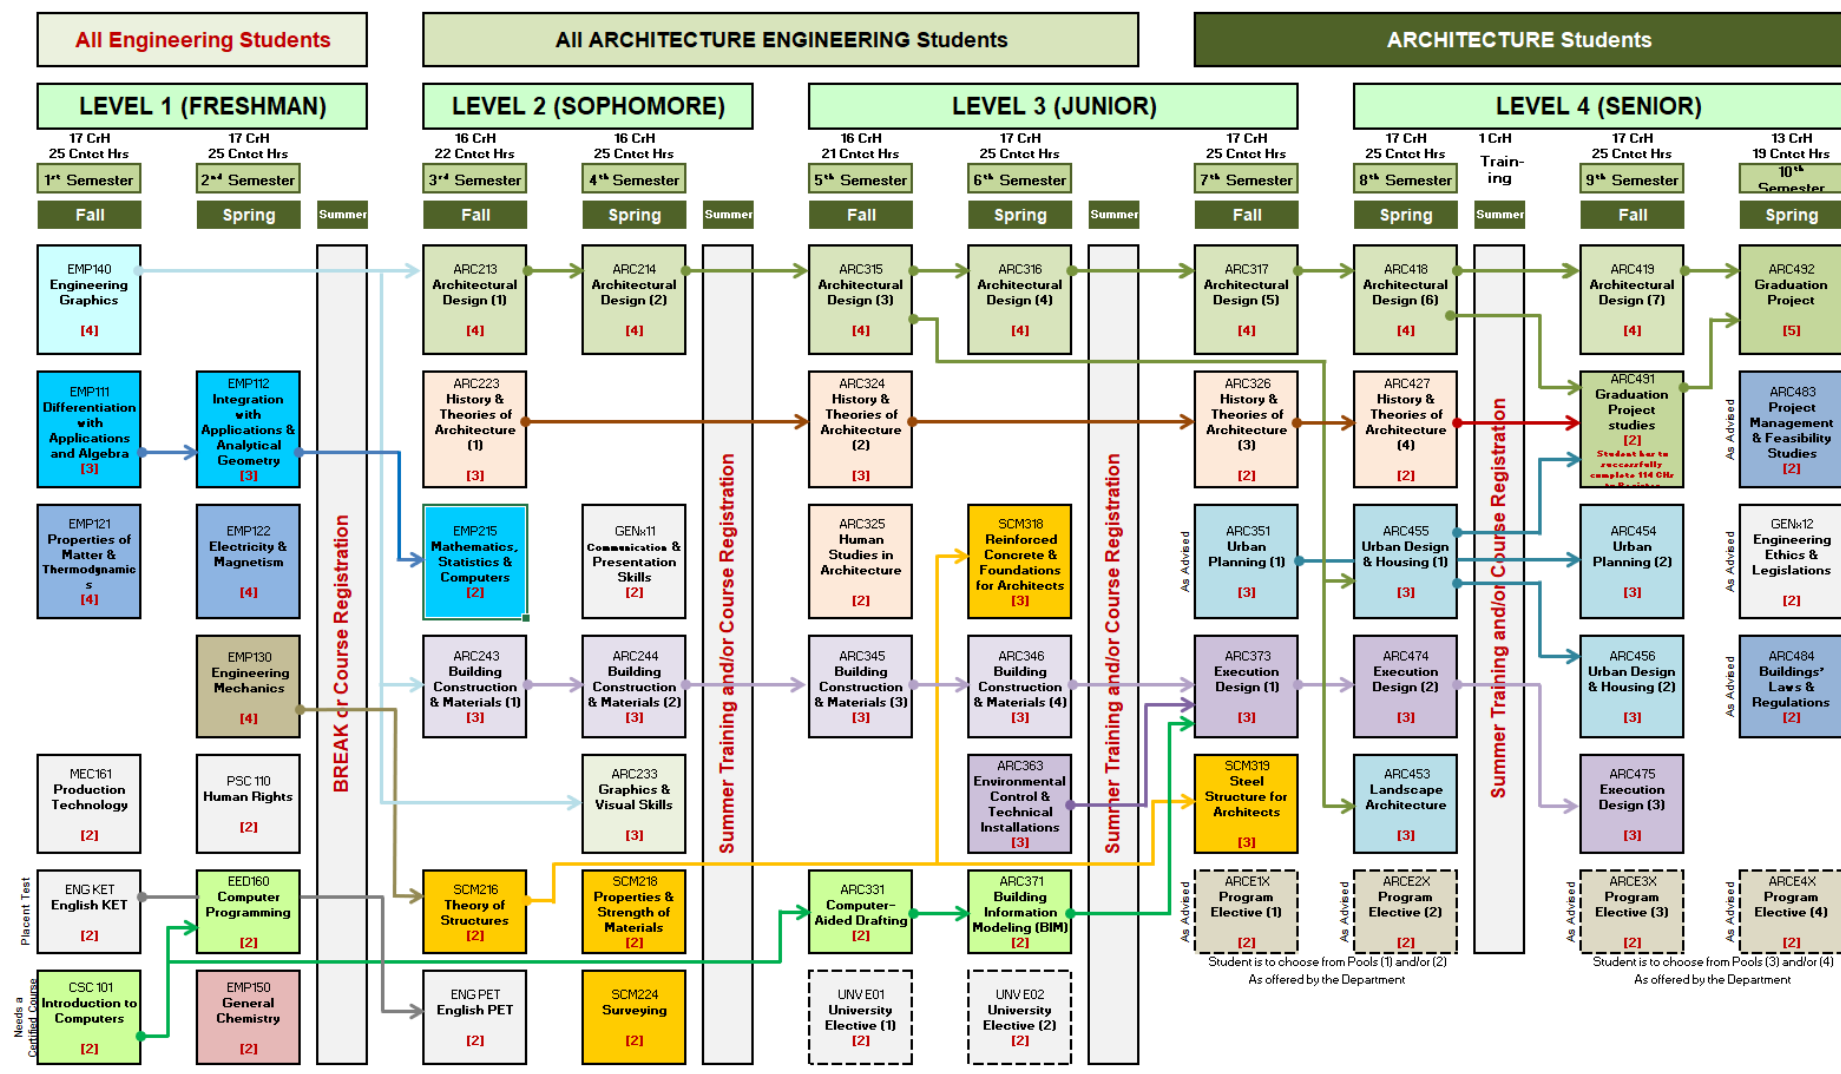 All Engineering Students
All ARCHITECTURE ENGINEERING Students
ARCHITECTURE Students
LEVEL 1 (FRESHMAN)
LEVEL 2 (SOPHOMORE)
LEVEL 3 (JUNIOR)
LEVEL 4 (SENIOR)
17 CrH
25 Cntct Hrs
1ˢᵗ Semester
Fall
17 CrH
25 Cntct Hrs
2ⁿᵈ Semester
Spring
Summer
16 CrH
22 Cntct Hrs
3ʳᵈ Semester
Fall
16 CrH
25 Cntct Hrs
4ᵗʰ Semester
Spring
Summer
16 CrH
21 Cntct Hrs
5ᵗʰ Semester
Fall
17 CrH
25 Cntct Hrs
6ᵗʰ Semester
Spring
Summer
17 CrH
25 Cntct Hrs
7ᵗʰ Semester
Fall
17 CrH
25 Cntct Hrs
8ᵗʰ Semester
Spring
1 CrH
Train-
ing
Summer
17 CrH
25 Cntct Hrs
9ᵗʰ Semester
Fall
13 CrH
19 Cntct Hrs
10ᵗʰ
Semester
Spring
EMP140
Engineering
Graphics
[4]
ARC213
Architectural
Design (1)
[4]
ARC214
Architectural
Design (2)
[4]
ARC315
Architectural
Design (3)
[4]
ARC316
Architectural
Design (4)
[4]
ARC317
Architectural
Design (5)
[4]
ARC418
Architectural
Design (6)
[4]
ARC419
Architectural
Design (7)
[4]
ARC492
Graduation
Project
[5]
EMP111
Differentiation
with
Applications
and Algebra
[3]
EMP112
Integration
with
Applications &
Analytical
Geometry
[3]
ARC223
History &
Theories of
Architecture
(1)
[3]
ARC324
History &
Theories of
Architecture
(2)
[3]
ARC326
History &
Theories of
Architecture
(3)
[2]
ARC427
History &
Theories of
Architecture
(4)
[2]
ARC491
Graduation
Project
studies
[2]
Student has to
successfully
complete 114 CHs
to Register
As Advised
ARC483
Project
Management
& Feasibility
Studies
[2]
EMP121
Properties of
Matter &
Thermodynamic
s
[4]
EMP122
Electricity &
Magnetism
[4]
EMP215
Mathematics,
Statistics &
Computers
[2]
GENx11
Communication &
Presentation
Skills
[2]
ARC325
Human
Studies in
Architecture
[2]
SCM318
Reinforced
Concrete &
Foundations
for Architects
[3]
As Advised
ARC351
Urban
Planning (1)
[3]
ARC455
Urban Design
& Housing (1)
[3]
ARC454
Urban
Planning (2)
[3]
As Advised
GENx12
Engineering
Ethics &
Legislations
[2]
EMP130
Engineering
Mechanics
[4]
ARC243
Building
Construction
& Materials (1)
[3]
ARC244
Building
Construction
& Materials (2)
[3]
ARC345
Building
Construction
& Materials (3)
[3]
ARC346
Building
Construction
& Materials (4)
[3]
ARC373
Execution
Design (1)
[3]
ARC474
Execution
Design (2)
[3]
ARC456
Urban Design
& Housing (2)
[3]
As Advised
ARC484
Buildings'
Laws &
Regulations
[2]
BREAK or Course Registration
Summer Training and/or Course Registration
Summer Training and/or Course Registration
Summer Training and/or Course Registration
MEC161
Production
Technology
[2]
PSC 110
Human Rights
[2]
ARC233
Graphics &
Visual Skills
[3]
ARC363
Environmental
Control &
Technical
Installations
[3]
SCM319
Steel
Structure for
Architects
[3]
ARC453
Landscape
Architecture
[3]
ARC475
Execution
Design (3)
[3]
Placent Test
ENG KET
English KET
[2]
EED160
Computer
Programming
[2]
SCM216
Theory of
Structures
[2]
SCM218
Properties &
Strength of
Materials
[2]
ARC331
Computer-
Aided Drafting
[2]
ARC371
Building
Information
Modeling (BIM)
[2]
As Advised
ARCE1X
Program
Elective (1)
[2]
As Advised
ARCE2X
Program
Elective (2)
[2]
As Advised
ARCE3X
Program
Elective (3)
[2]
As Advised
ARCE4X
Program
Elective (4)
[2]
Student is to choose from Pools (1) and/or (2)
As offered by the Department
Student is to choose from Pools (3) and/or (4)
As offered by the Department
Needs a
Certified Course
CSC 101
Introduction to
Computers
[2]
EMP150
General
Chemistry
[2]
ENG PET
English PET
[2]
SCM224
Surveying
[2]
UNV E01
University
Elective (1)
[2]
UNV E02
University
Elective (2)
[2]